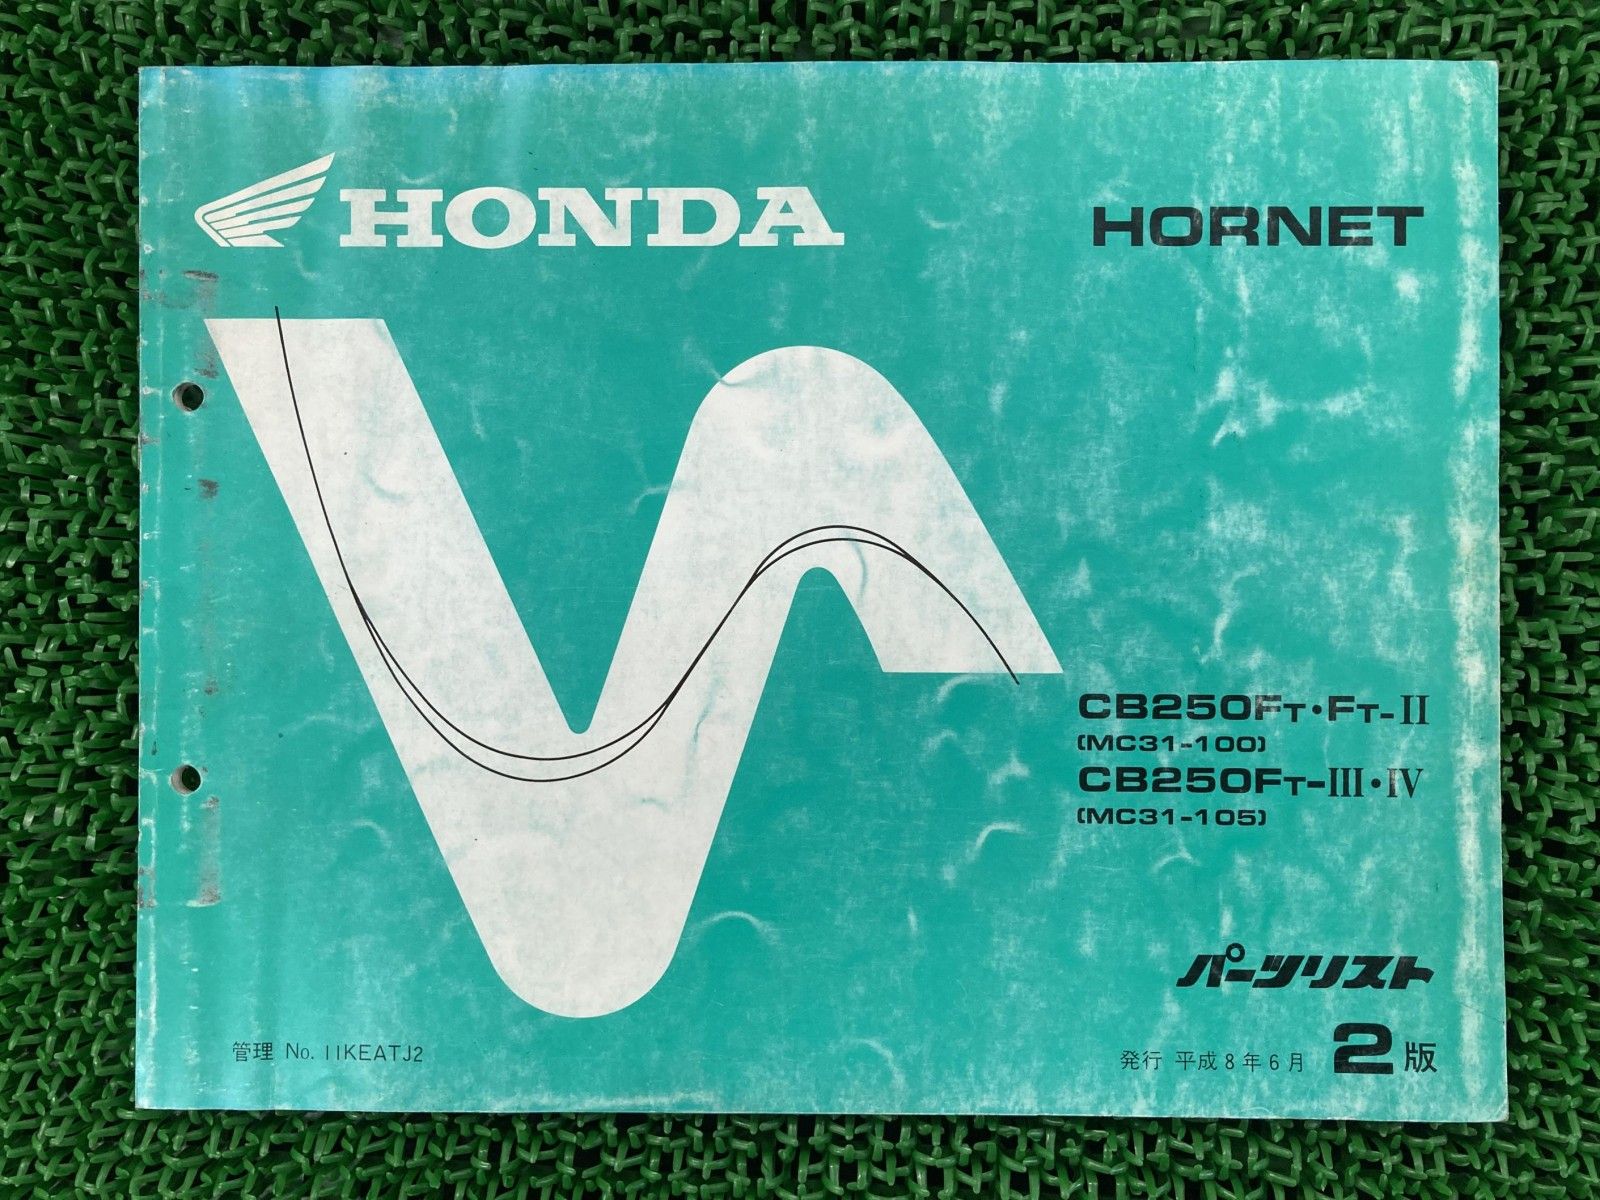 HONDA
HORNET
CB250FT・FT-II
(MC31-100)
CB250FT-III・IV
(MC31-105)
パーツリスト
管理 No. 11KEATJ2
発行 平成8年6月 2版